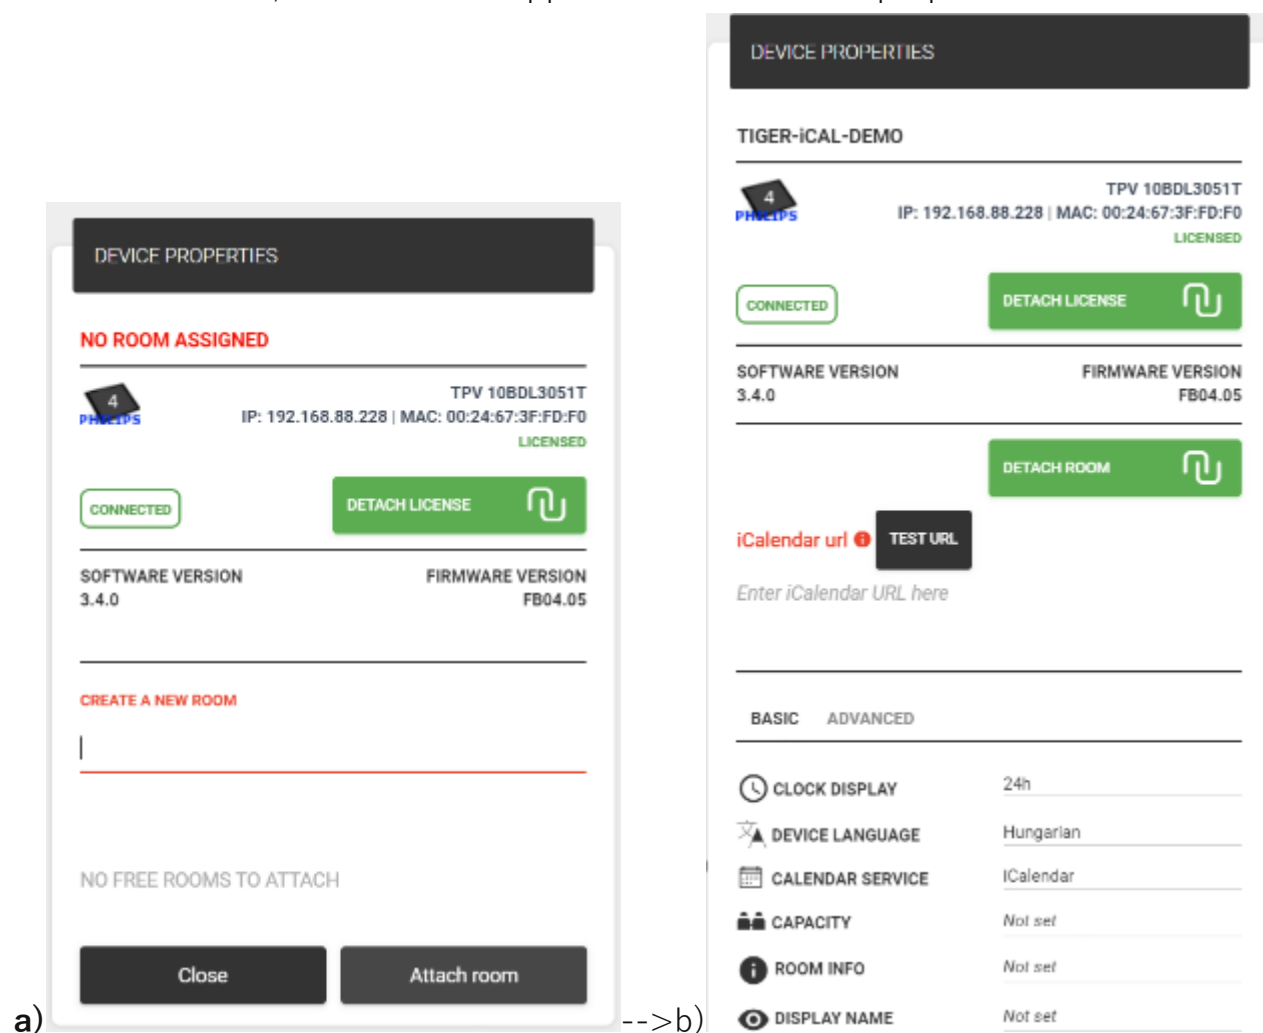 DEVICE PROPERTIES
NO ROOM ASSIGNED
4
PHILIPS
TPV 10BDL3051T
IP: 192.168.88.228 | MAC: 00:24:67:3F:FD:F0
LICENSED
CONNECTED
DETACH LICENSE
SOFTWARE VERSION FIRMWARE VERSION
3.4.0 FB04.05
CREATE A NEW ROOM
NO FREE ROOMS TO ATTACH
Close Attach room
a)
-->b)
DEVICE PROPERTIES
TIGER-iCAL-DEMO
4
PHILIPS
TPV 10BDL3051T
IP: 192.168.88.228 | MAC: 00:24:67:3F:FD:F0
LICENSED
CONNECTED
DETACH LICENSE
SOFTWARE VERSION FIRMWARE VERSION
3.4.0 FB04.05
DETACH ROOM
iCalendar url TEST URL
Enter iCalendar URL here
BASIC ADVANCED
CLOCK DISPLAY 24h
DEVICE LANGUAGE Hungarian
CALENDAR SERVICE ICalendar
CAPACITY Not set
ROOM INFO Not set
DISPLAY NAME Not set